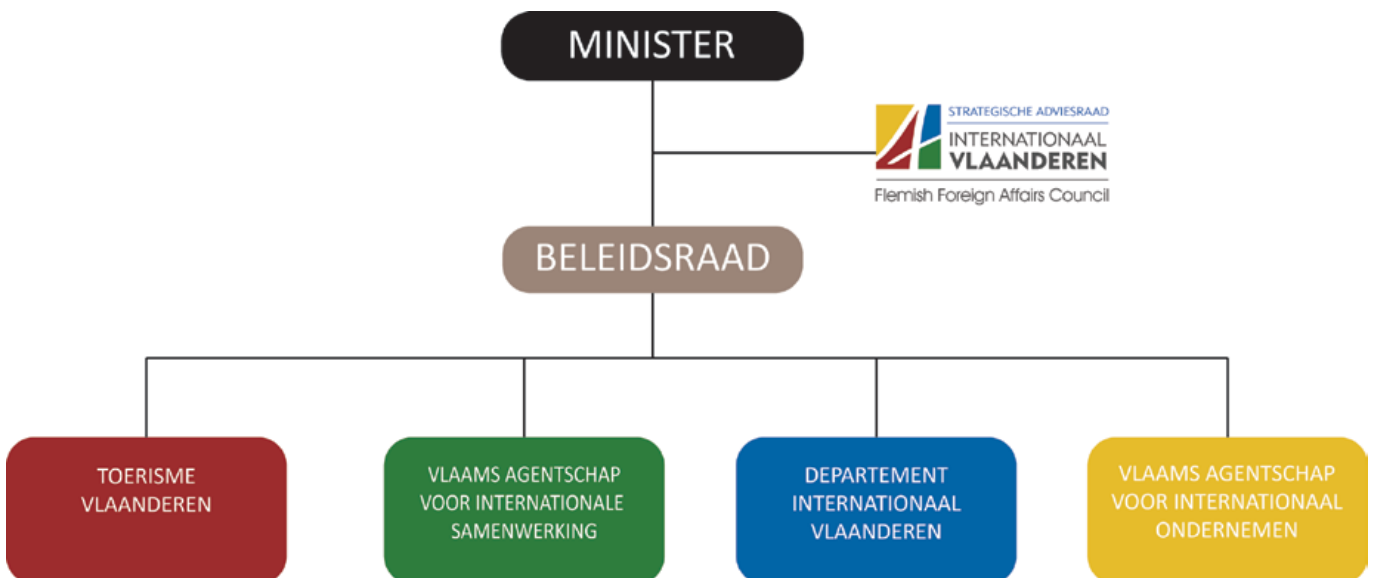 MINISTER
STRATEGISCHE ADVIESRAAD
INTERNATIONAAL
VLAANDEREN
Flemish Foreign Affairs Council
BELEIDSRAAD
TOERISME
VLAANDEREN
VLAAMS AGENTSCHAP
VOOR INTERNATIONALE
SAMENWERKING
DEPARTEMENT
INTERNATIONAAL
VLAANDEREN
VLAAMS AGENTSCHAP
VOOR INTERNATIONAAL
ONDERNEMEN